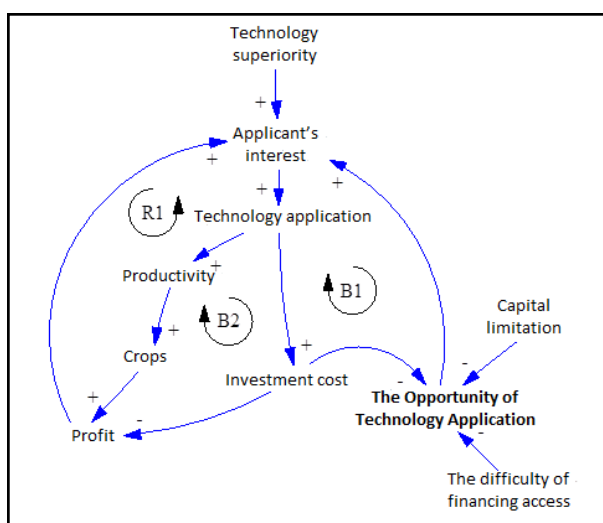 Technology
superiority
+
Applicant's
interest
+
+
+
R1
Technology application
+
Productivity
B1
B2
Capital
limitation
+
Crops
+
-
Investment cost
-
The Opportunity of
Technology Application
+
-
-
Profit
The difficulty of
financing access